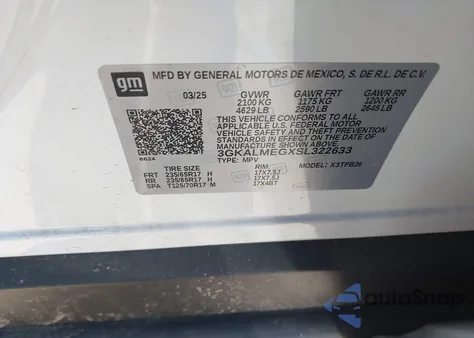 gm
MFD BY GENERAL MOTORS DE MEXICO, S. DE R.L. DE C.V.
03/25 GVWR GAWR FRT GAWR RR
2100 KG 1175 KG 1200 KG
4629 LB 2590 LB 2645 LB
THIS VEHICLE CONFORMS TO ALL
APPLICABLE U.S. FEDERAL MOTOR VEHICLE
SAFETY, BUMPER, AND THEFT PREVENTION
STANDARDS IN EFFECT ON THE DATE OF
MANUFACTURE SHOWN ABOVE.
3GKALMEGXSL322633
6624 TYPE: MPV MODEL: X3TPB26
TIRE SIZE RIM
FRT 235/65R17 H 17X7.5J
RR 235/65R17 H 17X7.5J
SPA T125/70R17 M 17X4BT
AutoSnap